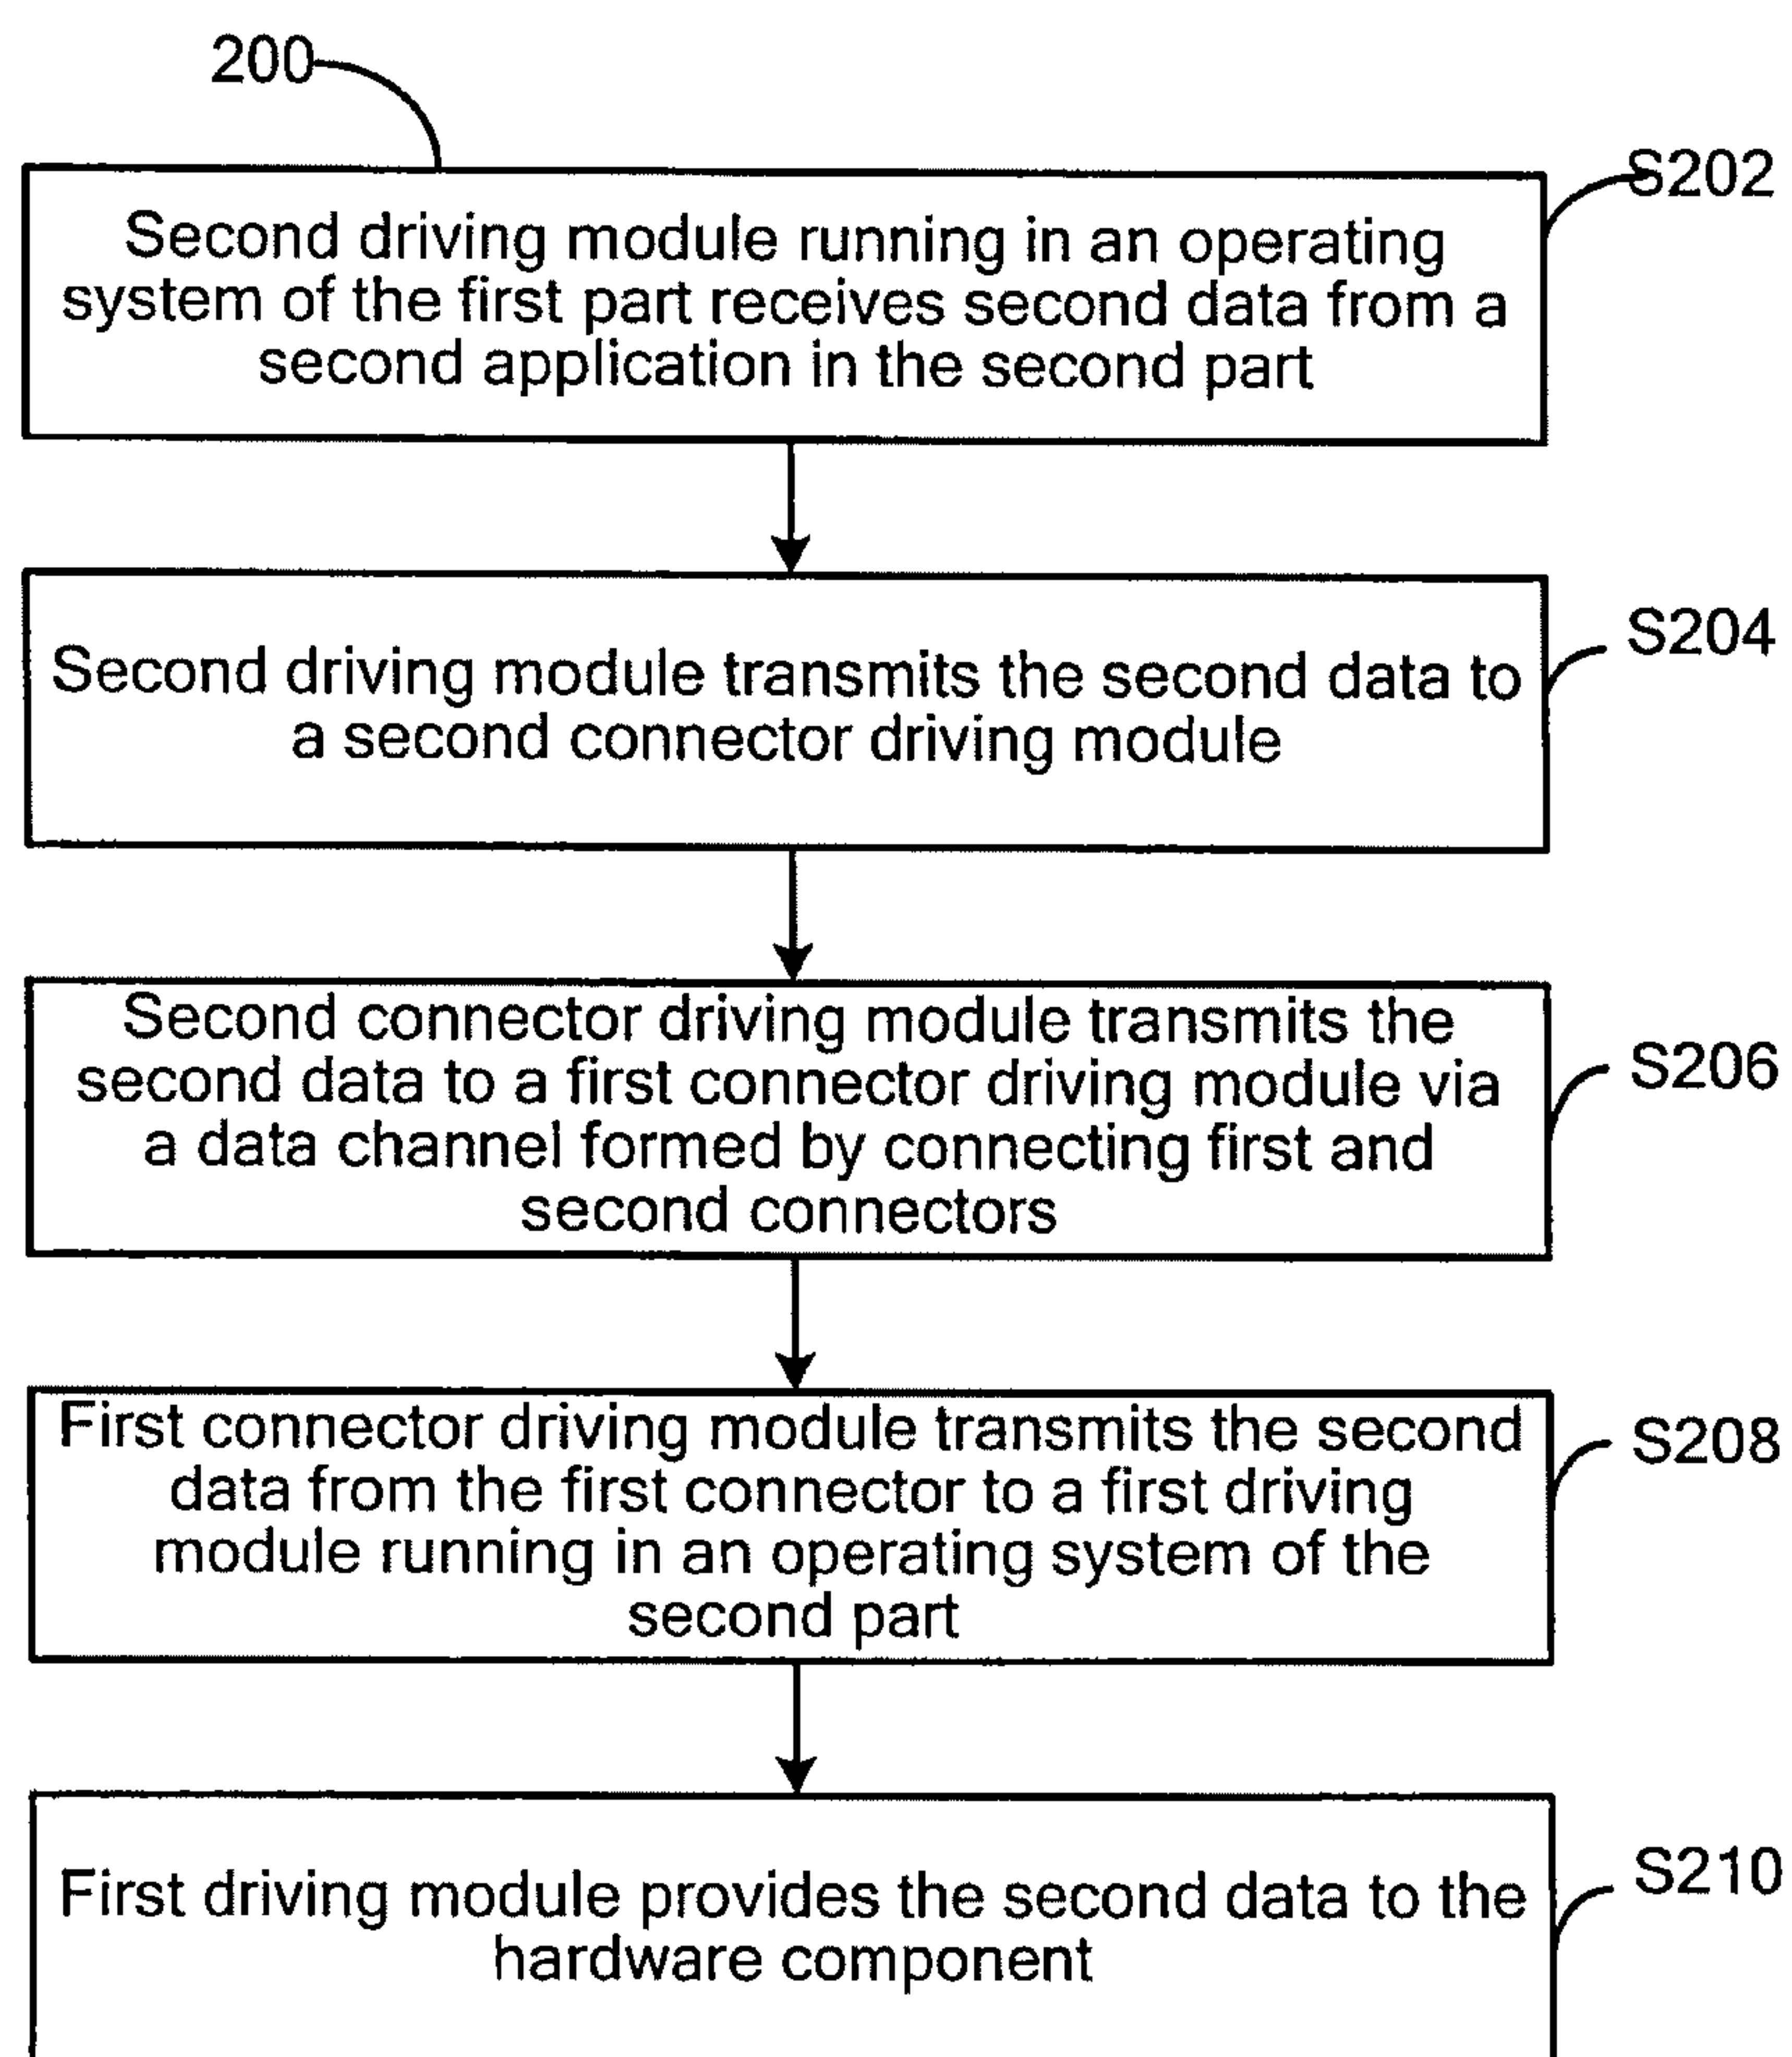 200
S202
Second driving module running in an operating
system of the first part receives second data from a
second application in the second part
S204
Second driving module transmits the second data to
a second connector driving module
Second connector driving module transmits the
second data to a first connector driving module via
a data channel formed by connecting first and
second connectors
S206
First connector driving module transmits the second
data from the first connector to a first driving
module running in an operating system of the
second part
S208
First driving module provides the second data to the
hardware component
S210